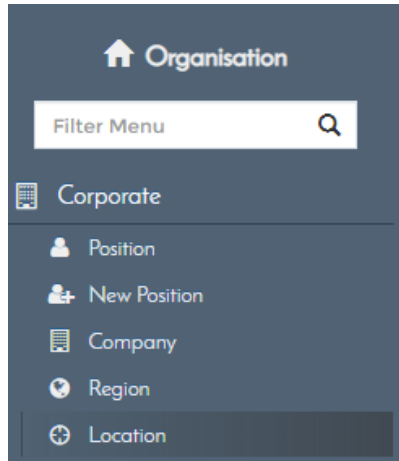 Organisation
Filter Menu
Corporate
Position
New Position
Company
Region
Location